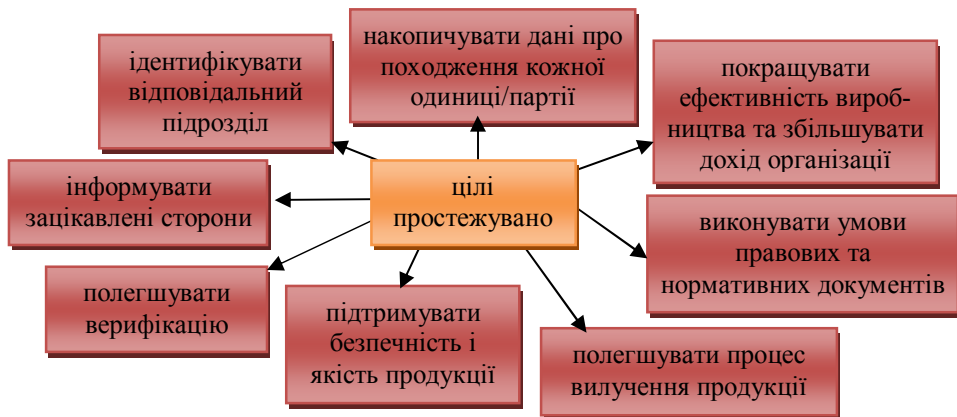 накопичувати дані про
походження кожної
одиниці/партії
ідентифікувати
відповідальний
підрозділ
покращувати
ефективність вироб-
ництва та збільшувати
дохід організації
цілі
простежувано
інформувати
зацікавлені сторони
виконувати умови
правових та
нормативних документів
полегшувати
верифікацію
підтримувати
безпечність і
якість продукції
полегшувати процес
вилучення продукції